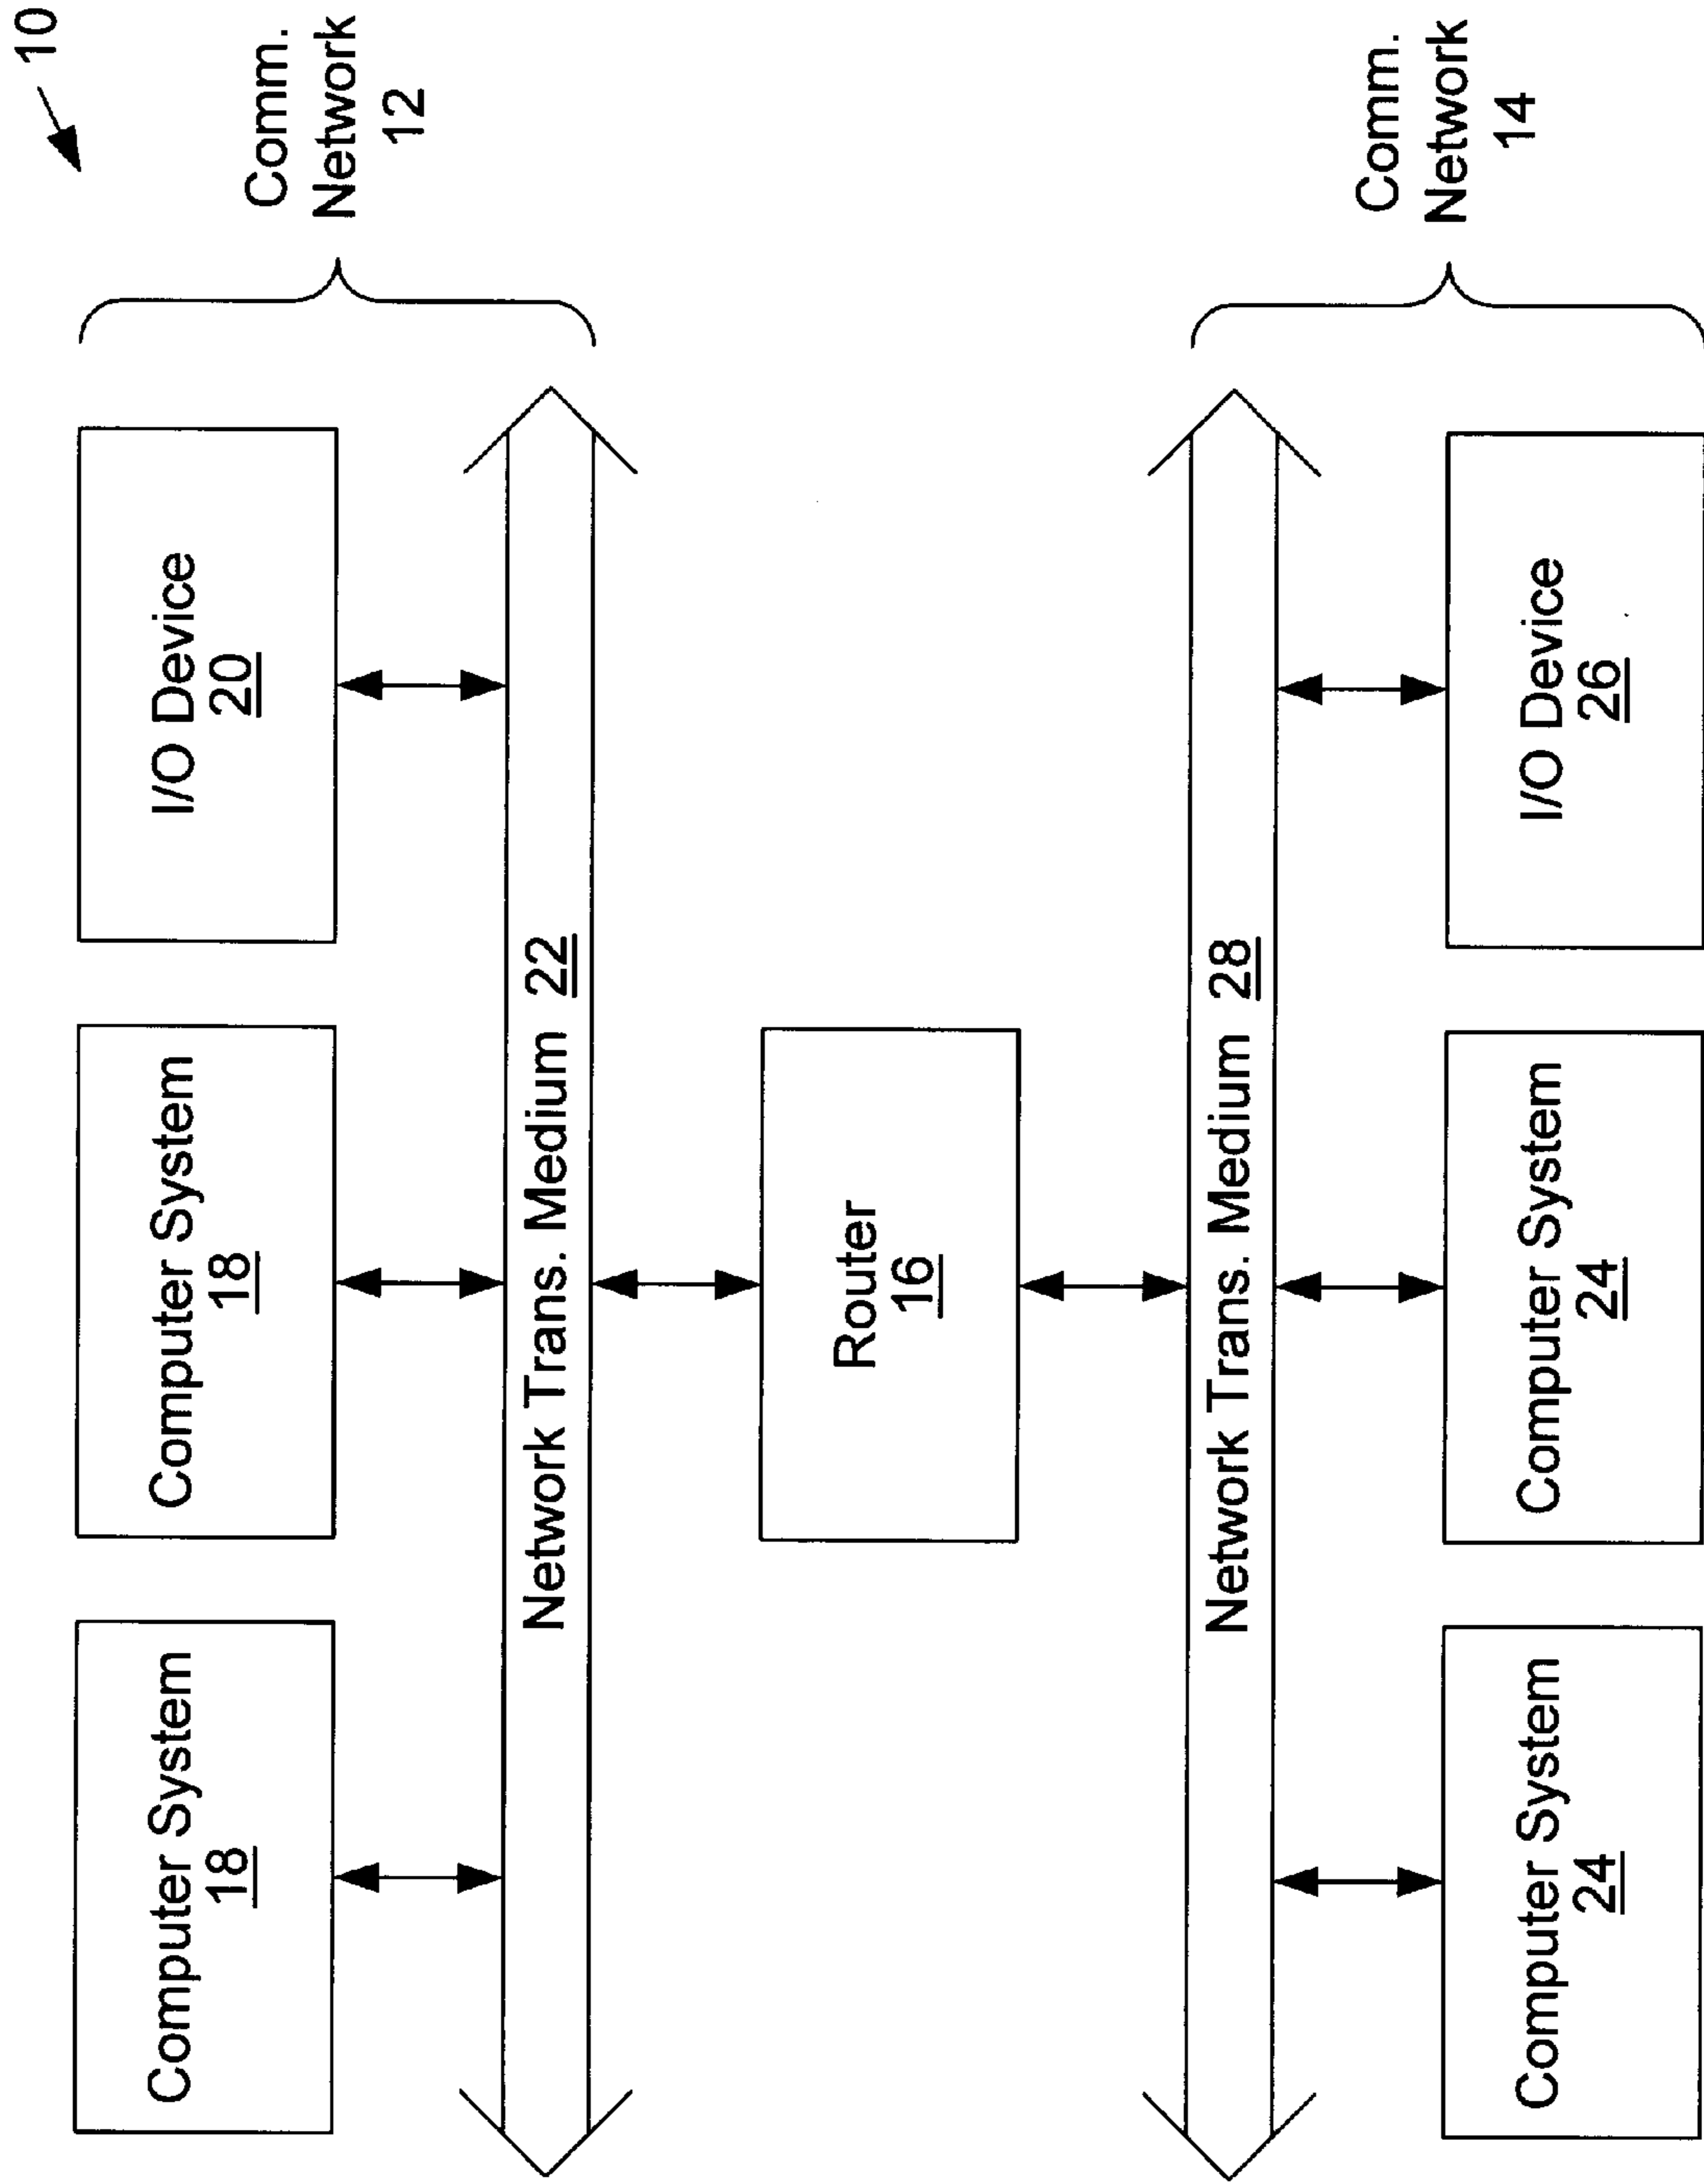 10
Computer System
18
Computer System
18
I/O Device
20
Comm.
Network
12
Network Trans. Medium 22
Router
16
Network Trans. Medium 28
Computer System
24
Computer System
24
I/O Device
26
Comm.
Network
14